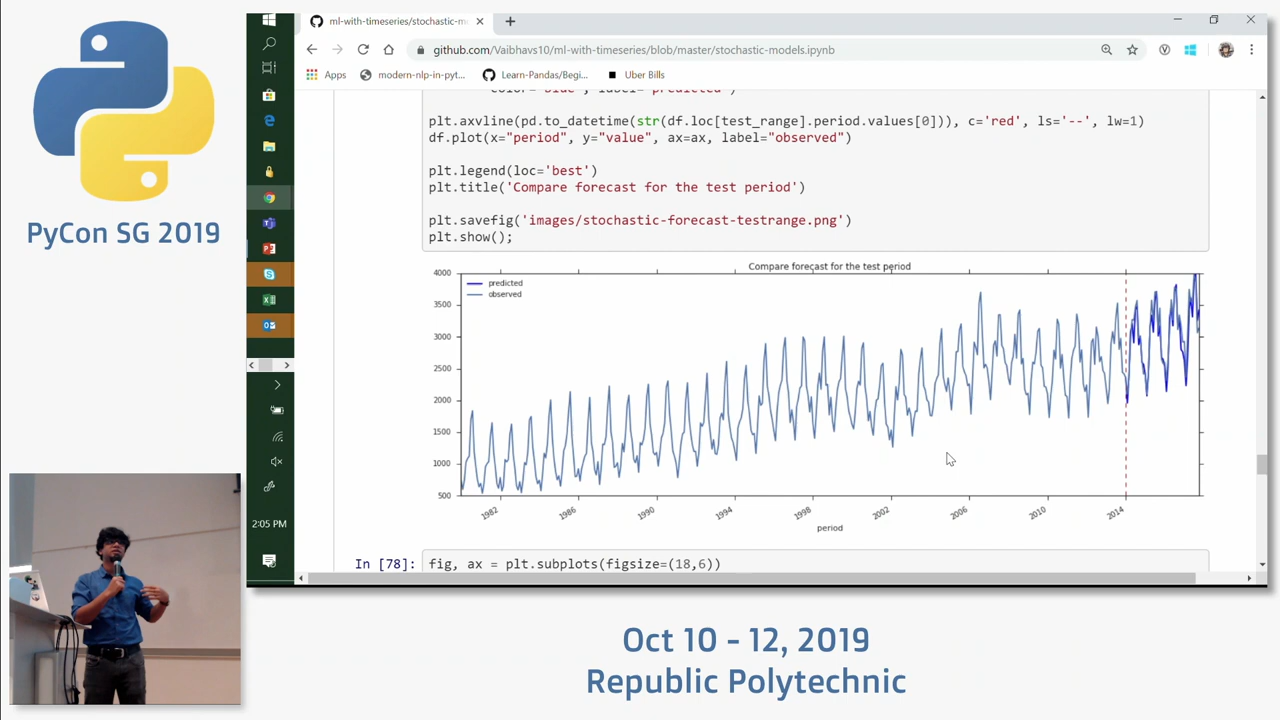 PyCon SG 2019
ml-with-timeseries/stochastic-m
github.com/Vaibhavs10/ml-with-timeseries/blob/master/stochastic-models.ipynb
Apps
modern-nlp-in-pyt...
Learn-Pandas/Begi...
Uber Bills
color='blue', label='predicted')
plt.axvline(pd.to_datetime(str(df.loc[test_range].period.values[0])), c='red', ls='--', lw=1)
df.plot(x="period", y="value", ax=ax, label="observed")
plt.legend(loc='best')
plt.title('Compare forecast for the test period')
plt.savefig('images/stochastic-forecast-testrange.png')
plt.show();
Compare forecast for the test period
predicted
observed
4000
3500
3000
2500
2000
1500
1000
500
1982
1986
1990
1994
1998
2002
2006
2010
2014
period
In [78]:
fig, ax = plt.subplots(figsize=(18,6))
2:05 PM
Oct 10 - 12, 2019
Republic Polytechnic